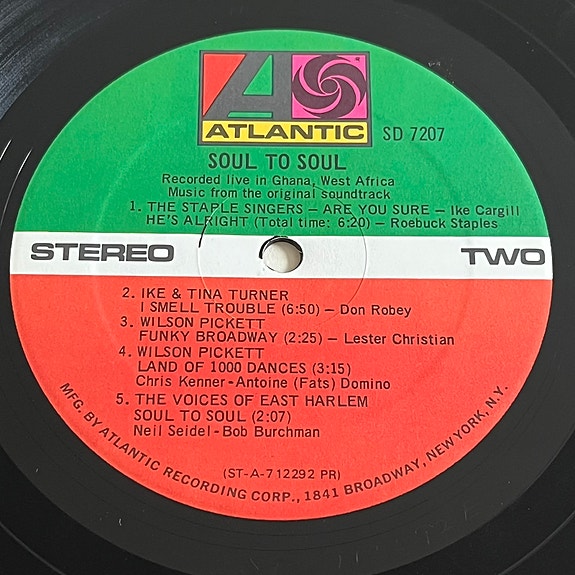 ATLANTIC
SD 7207
SOUL TO SOUL
Recorded live in Ghana, West Africa
Music from the original soundtrack
1. THE STAPLE SINGERS – ARE YOU SURE – Ike Cargill
HE'S ALRIGHT (Total time: 6:20) – Roebuck Staples
STEREO
TWO
2. IKE & TINA TURNER
I SMELL TROUBLE (6:50) – Don Robey
3. WILSON PICKETT
FUNKY BROADWAY (2:25) – Lester Christian
4. WILSON PICKETT
LAND OF 1000 DANCES (3:15)
Chris Kenner-Antoine (Fats) Domino
5. THE VOICES OF EAST HARLEM
SOUL TO SOUL (2:07)
Neil Seidel-Bob Burchman
(ST-A-712292 PR)
MFG. BY ATLANTIC RECORDING CORP., 1841 BROADWAY, NEW YORK, N.Y.